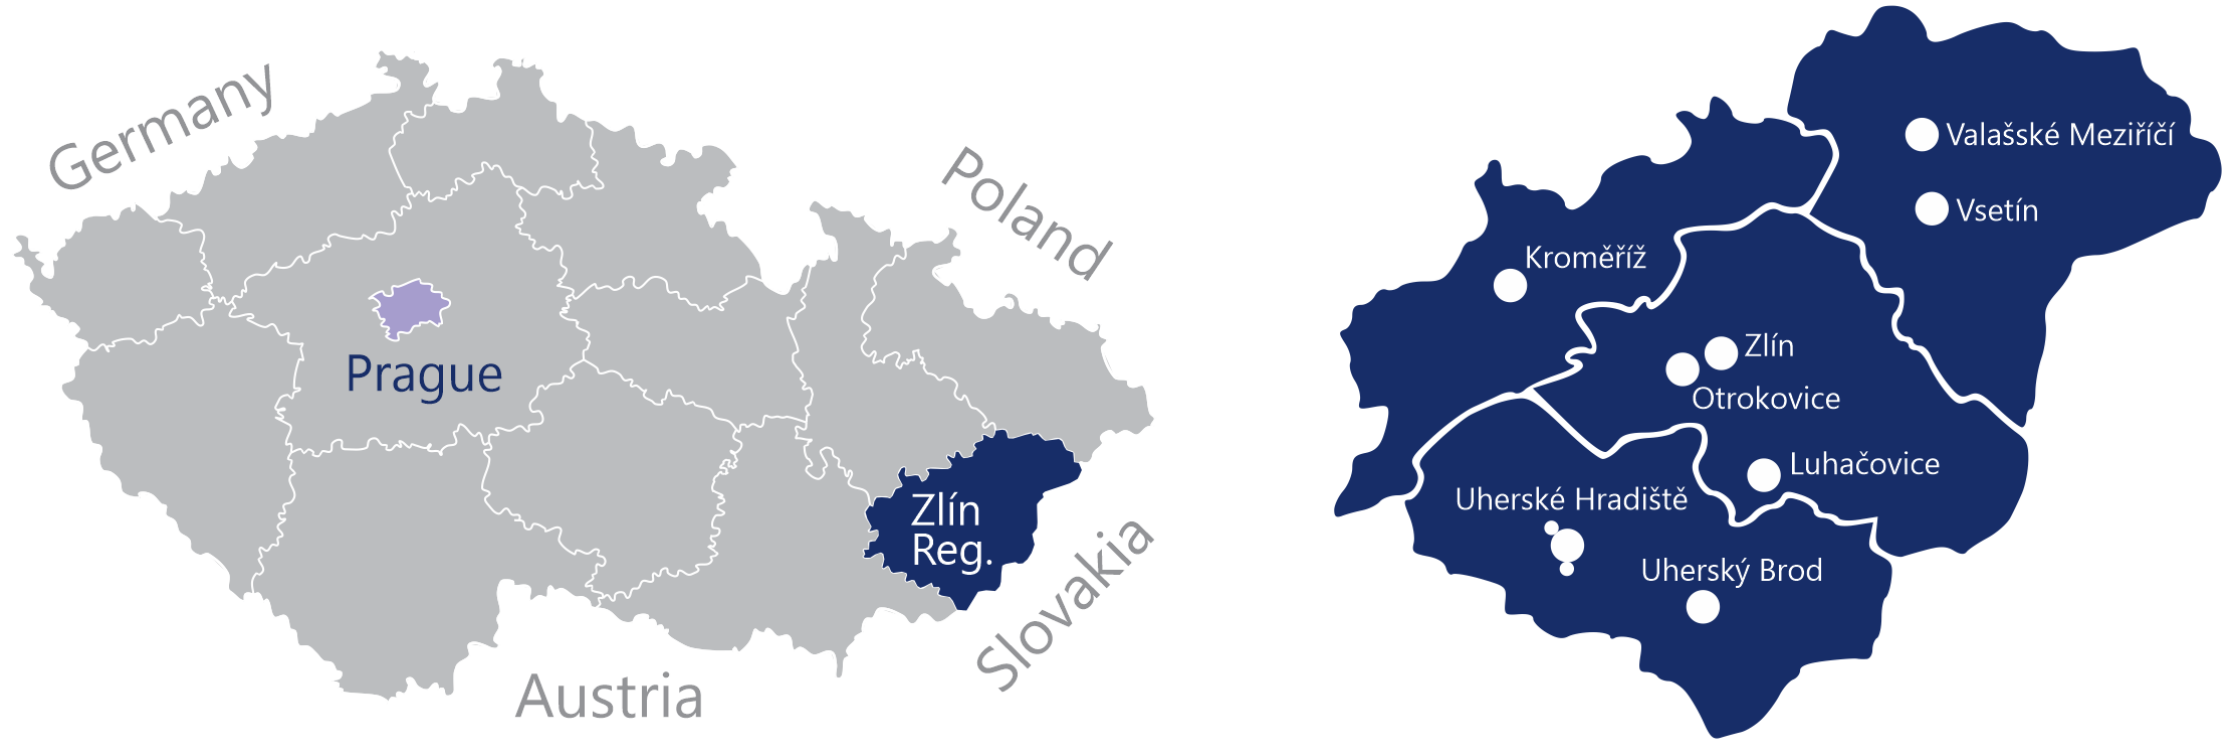 Germany
Poland
Prague
Zlín
Reg.
Slovakia
Austria
Valašské Meziříčí
Vsetín
Kroměříž
Zlín
Otrokovice
Luhačovice
Uherské Hradiště
Uherský Brod